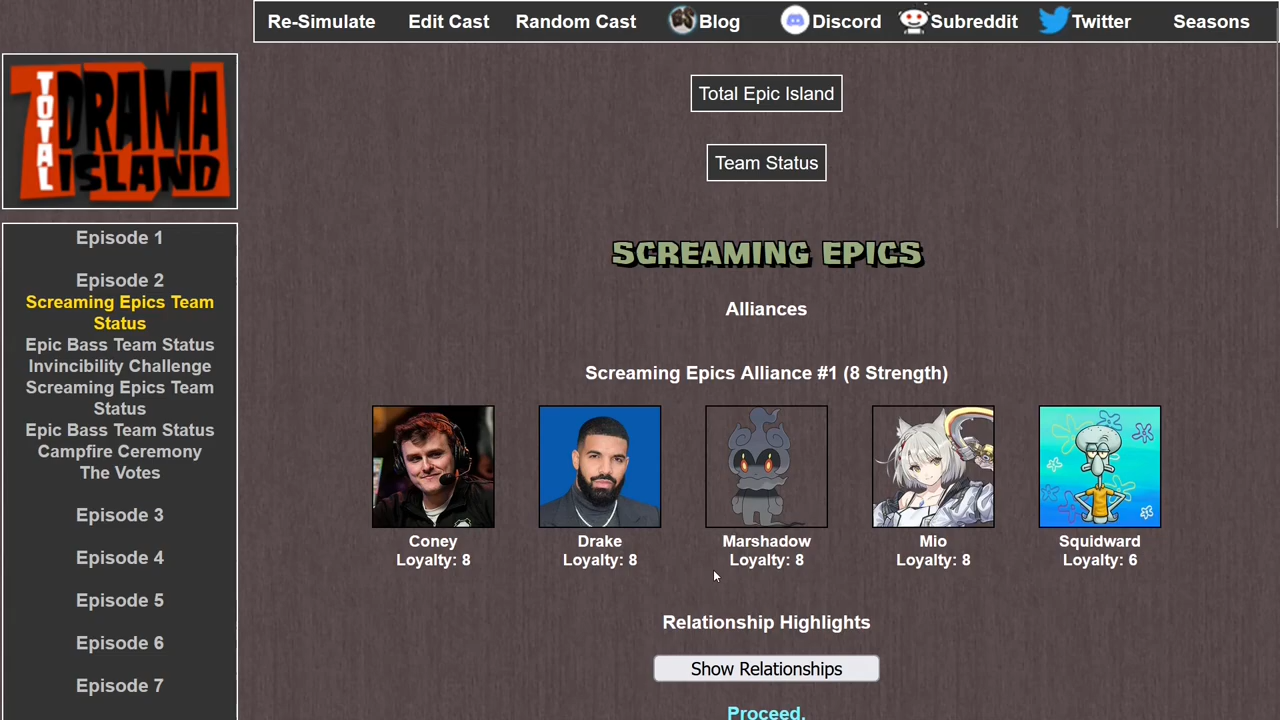 Re-Simulate Edit Cast Random Cast Blog Discord Subreddit Twitter Seasons
TOTAL DRAMA ISLAND
Episode 1
Episode 2
Screaming Epics Team
Status
Epic Bass Team Status
Invincibility Challenge
Screaming Epics Team
Status
Epic Bass Team Status
Campfire Ceremony
The Votes
Episode 3
Episode 4
Episode 5
Episode 6
Episode 7
Total Epic Island
Team Status
SCREAMING EPICS
Alliances
Screaming Epics Alliance #1 (8 Strength)
Coney Drake Marshadow Mio Squidward
Loyalty: 8 Loyalty: 8 Loyalty: 8 Loyalty: 8 Loyalty: 6
Relationship Highlights
Show Relationships
Proceed.